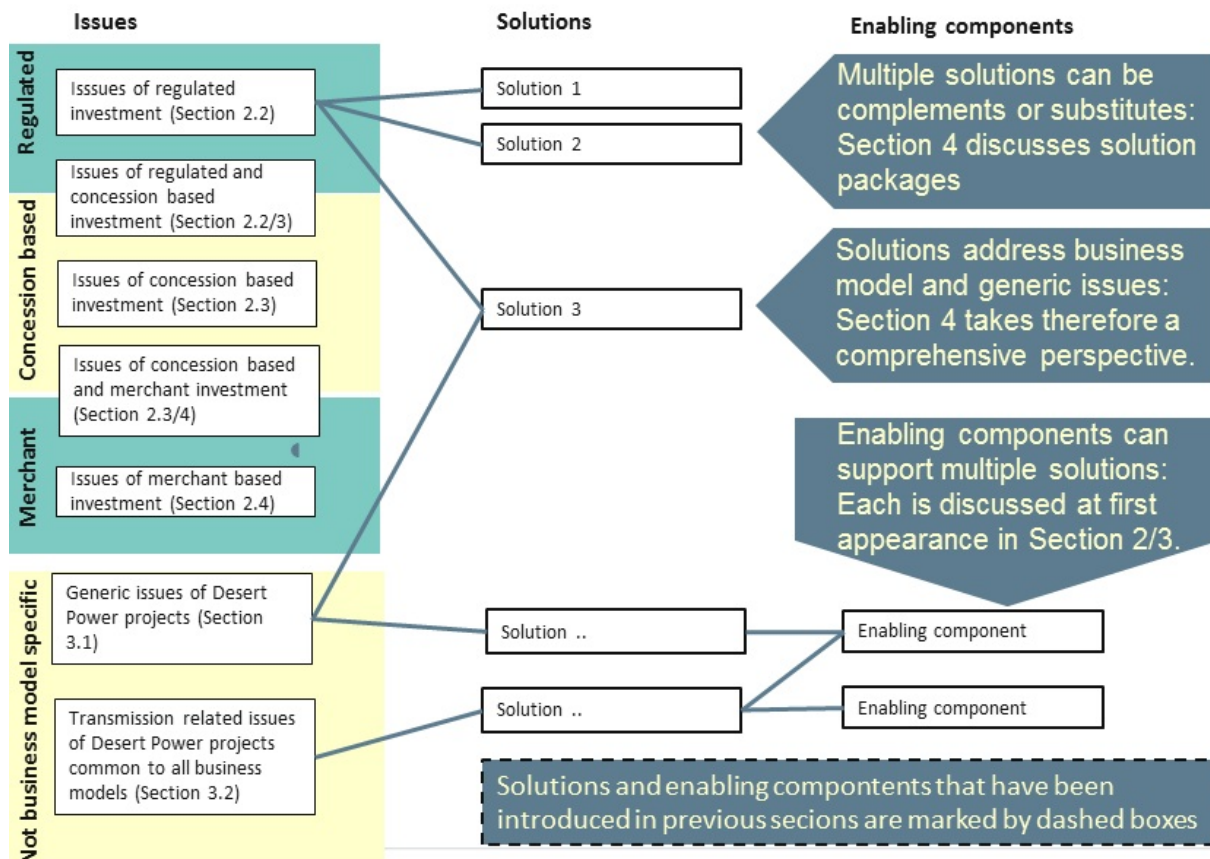 Issues
Solutions
Enabling components
Regulated
Isssues of regulated
investment (Section 2.2)
Issues of regulated and
concession based
investment (Section 2.2/3)
Concession based
Issues of concession based
investment (Section 2.3)
Issues of concession based
and merchant investment
(Section 2.3/4)
Merchant
Issues of merchant based
investment (Section 2.4)
Not business model specific
Generic issues of Desert
Power projects (Section
3.1)
Transmission related issues
of Desert Power projects
common to all business
models (Section 3.2)
Solution 1
Solution 2
Solution 3
Solution ..
Solution ..
Multiple solutions can be
complements or substitutes:
Section 4 discusses solution
packages
Solutions address business
model and generic issues:
Section 4 takes therefore a
comprehensive perspective.
Enabling components can
support multiple solutions:
Each is discussed at first
appearance in Section 2/3.
Enabling component
Enabling component
Solutions and enabling compontents that have been
introduced in previous secions are marked by dashed boxes